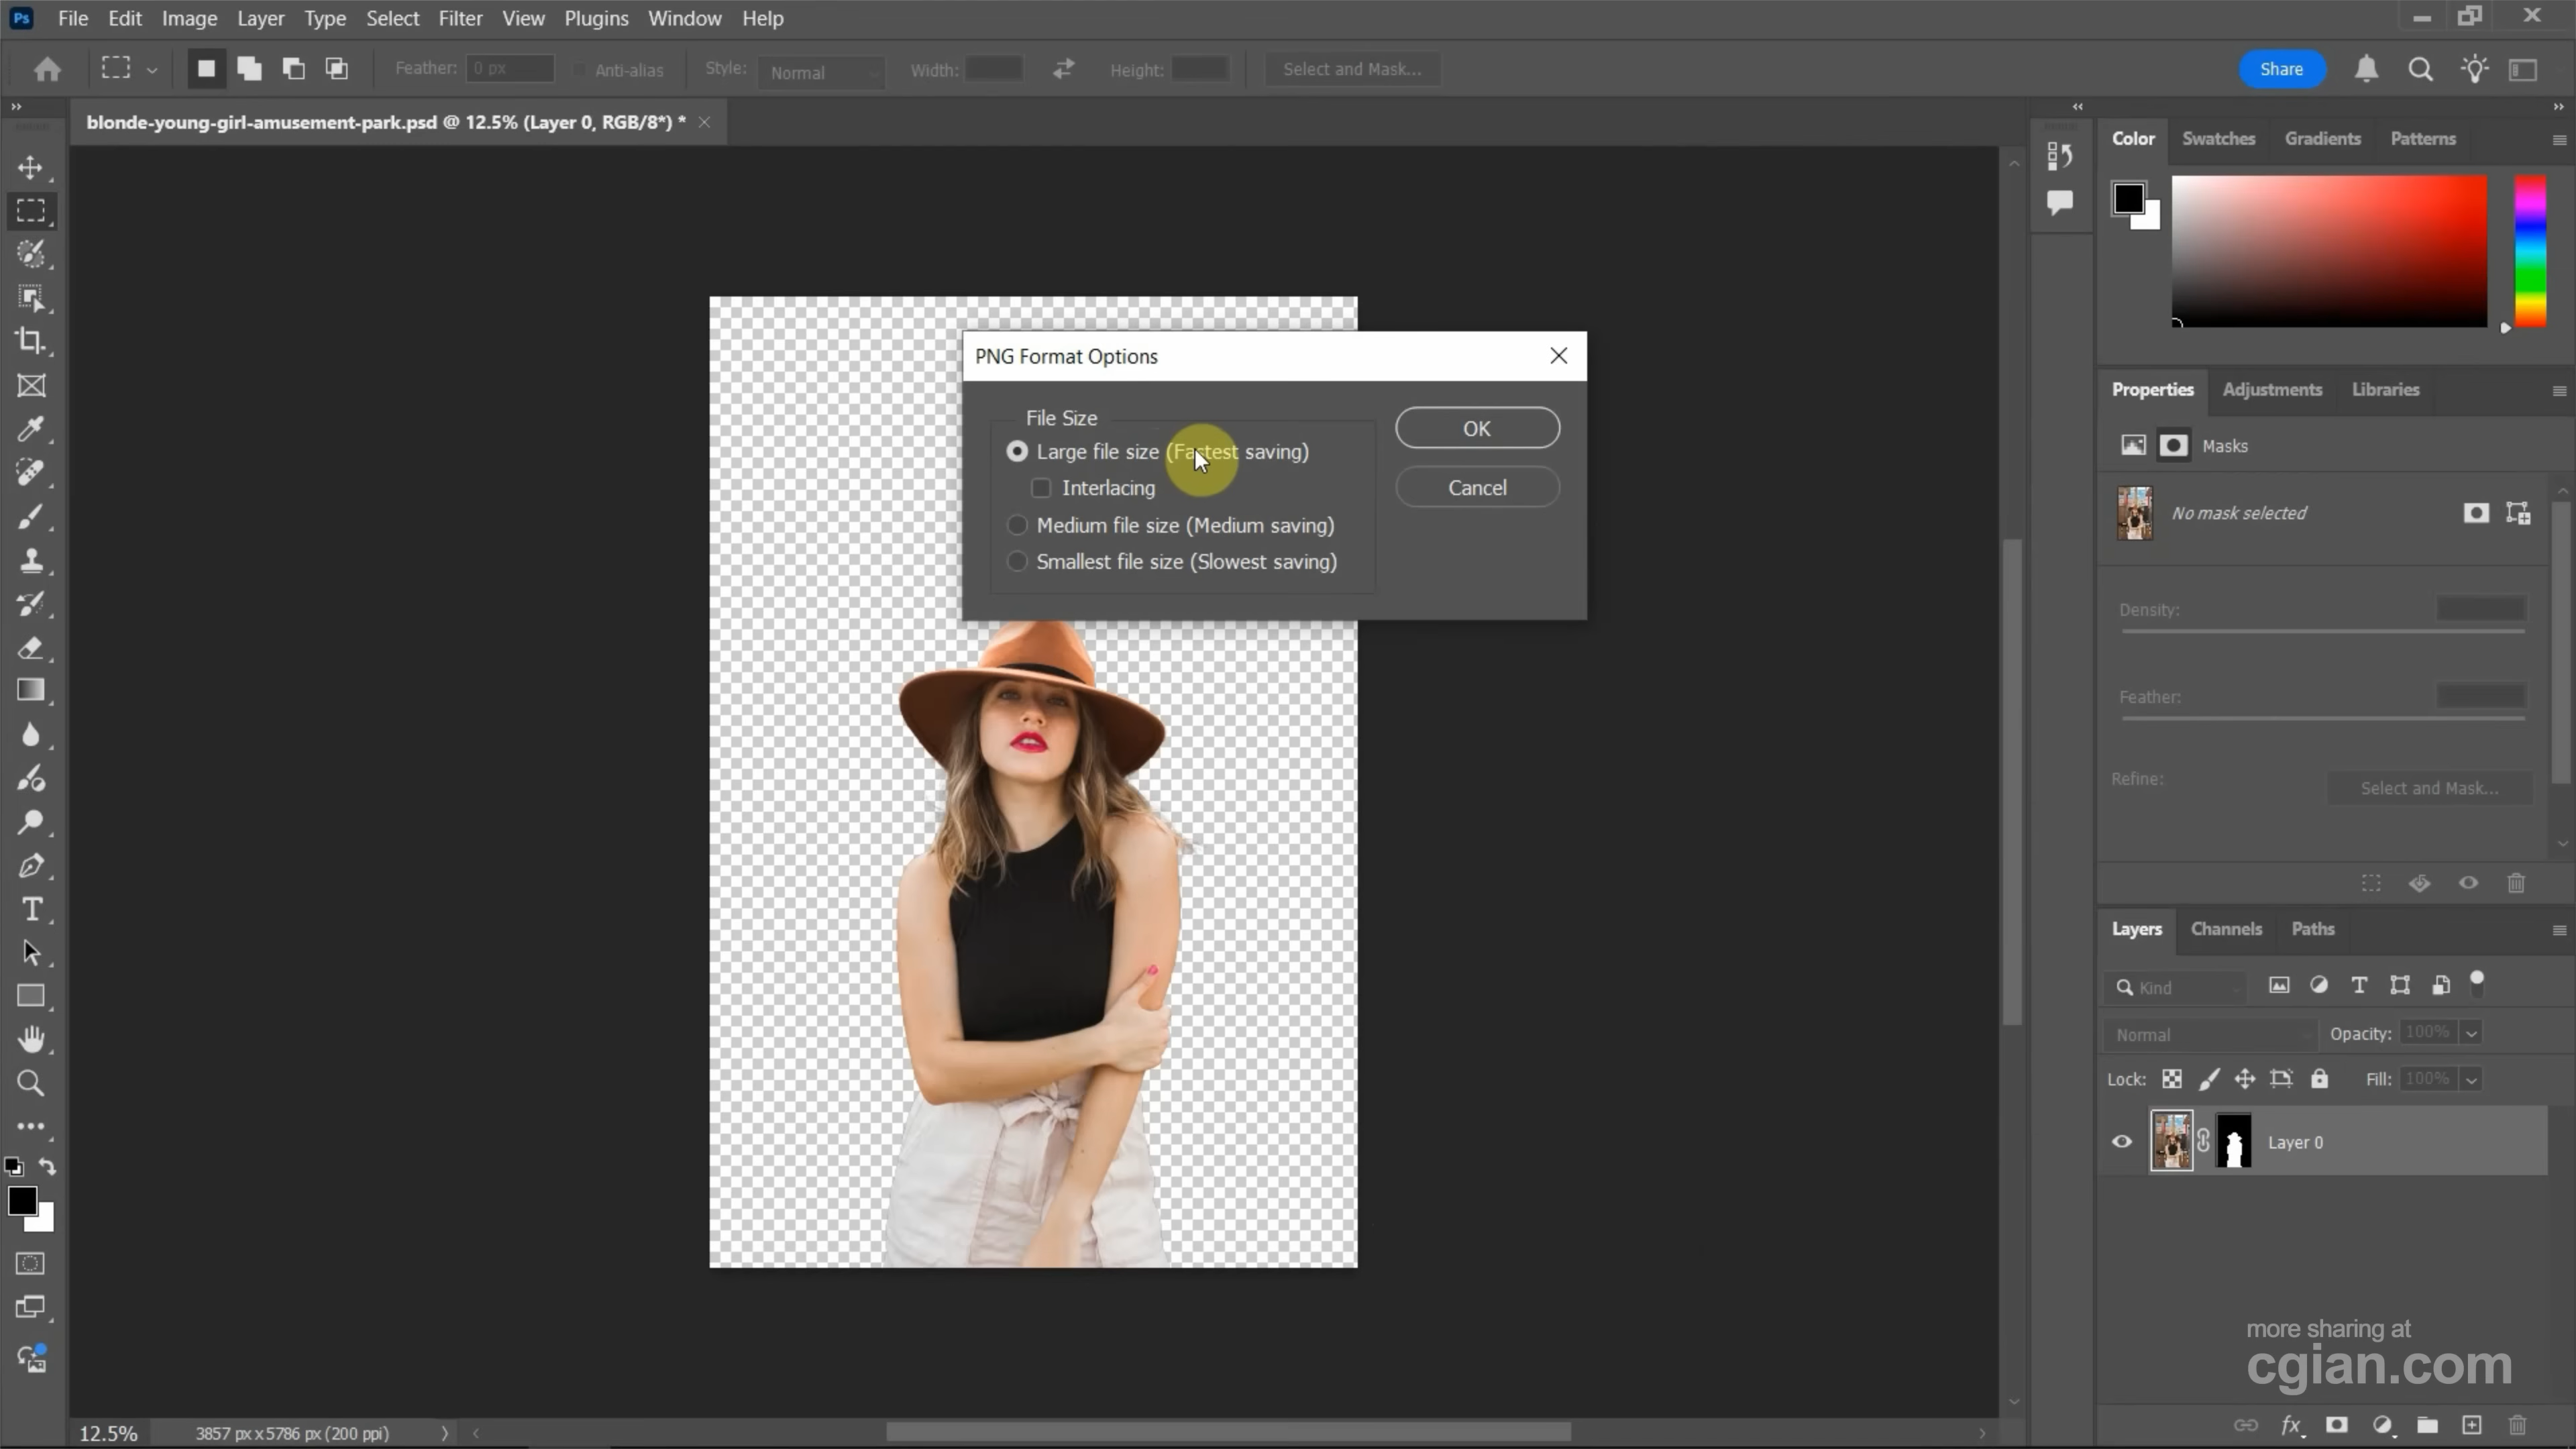 Ps File Edit Image Layer Type Select Filter View Plugins Window Help
Feather: 0 px Anti-alias Style: Normal Width: Height: Select and Mask... Share
blonde-young-girl-amusement-park.psd @ 12.5% (Layer 0, RGB/8*) *
Color Swatches Gradients Patterns
PNG Format Options
File Size
Large file size (Fastest saving)
Interlacing
Medium file size (Medium saving)
Smallest file size (Slowest saving)
OK
Cancel
Properties Adjustments Libraries
Masks
No mask selected
Density:
Feather:
Refine:
Select and Mask...
Layers Channels Paths
Kind
Normal Opacity: 100%
Lock: Fill: 100%
Layer 0
more sharing at
cgian.com
12.5% 3857 px x 5786 px (200 ppi)